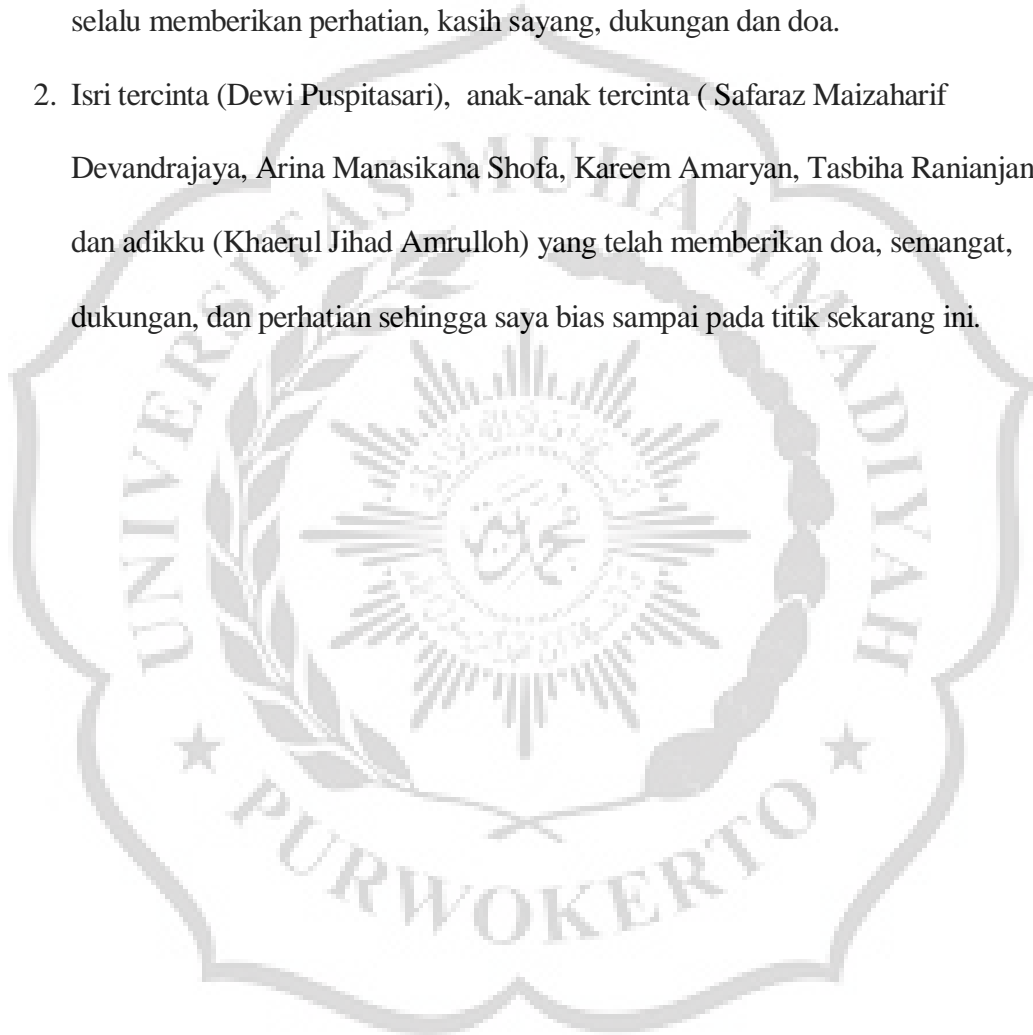 selalu memberikan perhatian, kasih sayang, dukungan dan doa.
2. Isri tercinta (Dewi Puspitasari), anak-anak tercinta ( Safaraz Maizaharif
Devandrajaya, Arina Manasikana Shofa, Kareem Amaryan, Tasbiha Ranianjan
dan adikku (Khaerul Jihad Amrulloh) yang telah memberikan doa, semangat,
dukungan, dan perhatian sehingga saya bias sampai pada titik sekarang ini.
UNIVERSITAS MUHAMMADIYAH
PURWOKERTO